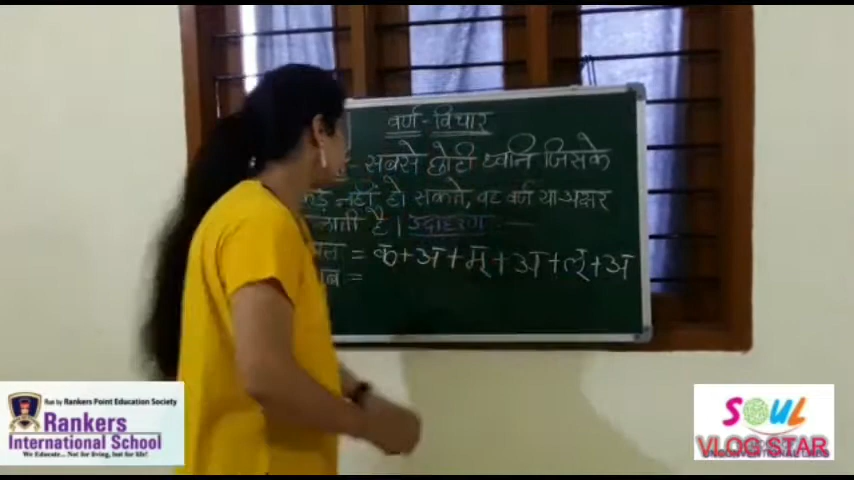 वर्ण - विचार
- सबसे छोटी ध्वनि जिसके
नहीं हो सकते, वह वर्ण या अक्षर
है। उदाहरण :-
= क् + अ + म् + अ + ल् + अ
=
Run by Rankers Point Education Society
Rankers
International School
We Educate... Not for living, but for life!
SOUL
VLOG STAR